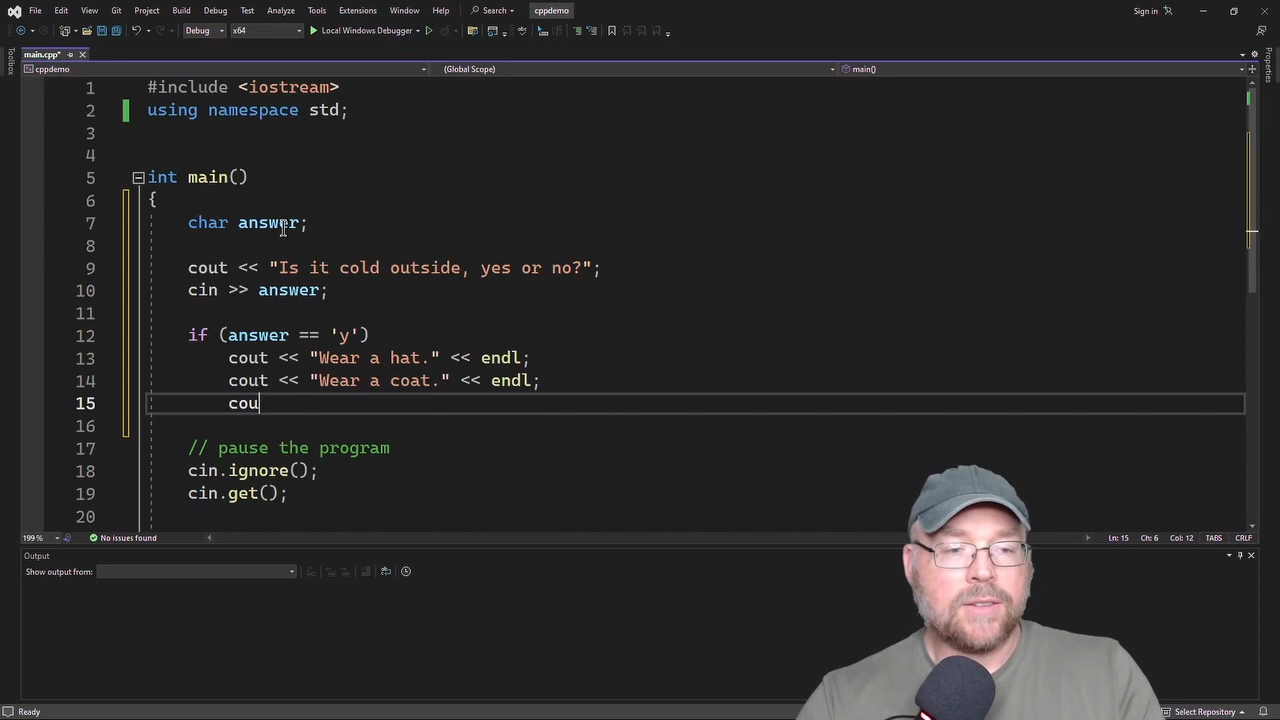 File Edit View Git Project Build Debug Test Analyze Tools Extensions Window Help Search cppdemo Sign in
Debug x64 Local Windows Debugger
Toolbox
Properties
main.cpp*
cppdemo (Global Scope) main()
1 #include <iostream>
2 using namespace std;
3
4
5 int main()
6 {
7 char answer;
8
9 cout << "Is it cold outside, yes or no?";
10 cin >> answer;
11
12 if (answer == 'y')
13 cout << "Wear a hat." << endl;
14 cout << "Wear a coat." << endl;
15 cou
16
17 // pause the program
18 cin.ignore();
19 cin.get();
20
199 % No issues found Ln: 15 Ch: 6 Col: 12 TABS CRLF
Output
Show output from:
Ready Select Repository